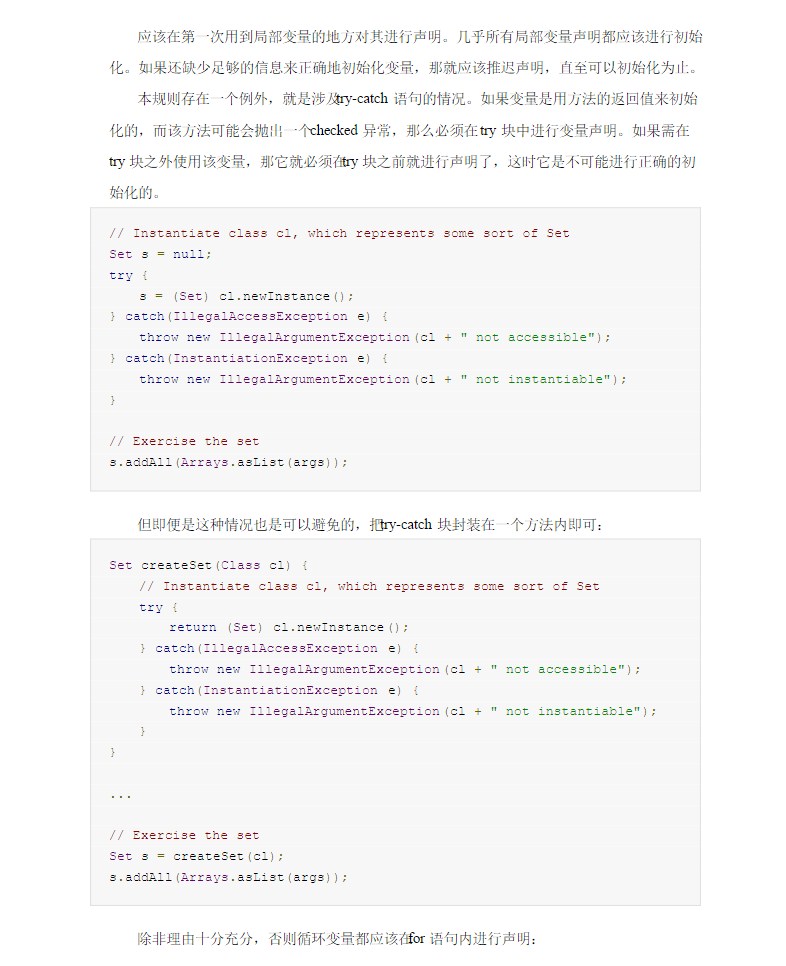 应该在第一次用到局部变量的地方对其进行声明。几乎所有局部变量声明都应该进行初始
化。如果还缺少足够的信息来正确地初始化变量，那就应该推迟声明，直至可以初始化为止。
本规则存在一个例外，就是涉及try-catch 语句的情况。如果变量是用方法的返回值来初始
化的，而该方法可能会抛出一个checked 异常，那么必须在 try 块中进行变量声明。如果需在
try 块之外使用该变量，那它就必须在try 块之前就进行声明了，这时它是不可能进行正确的初
始化的。
// Instantiate class cl, which represents some sort of Set
Set s = null;
try {
    s = (Set) cl.newInstance();
} catch(IllegalAccessException e) {
    throw new IllegalArgumentException(cl + " not accessible");
} catch(InstantiationException e) {
    throw new IllegalArgumentException(cl + " not instantiable");
}
// Exercise the set
s.addAll(Arrays.asList(args));
但即便是这种情况也是可以避免的，把try-catch 块封装在一个方法内即可：
Set createSet(Class cl) {
    // Instantiate class cl, which represents some sort of Set
    try {
        return (Set) cl.newInstance();
    } catch(IllegalAccessException e) {
        throw new IllegalArgumentException(cl + " not accessible");
    } catch(InstantiationException e) {
        throw new IllegalArgumentException(cl + " not instantiable");
    }
}
...
// Exercise the set
Set s = createSet(cl);
s.addAll(Arrays.asList(args));
除非理由十分充分，否则循环变量都应该在for 语句内进行声明：